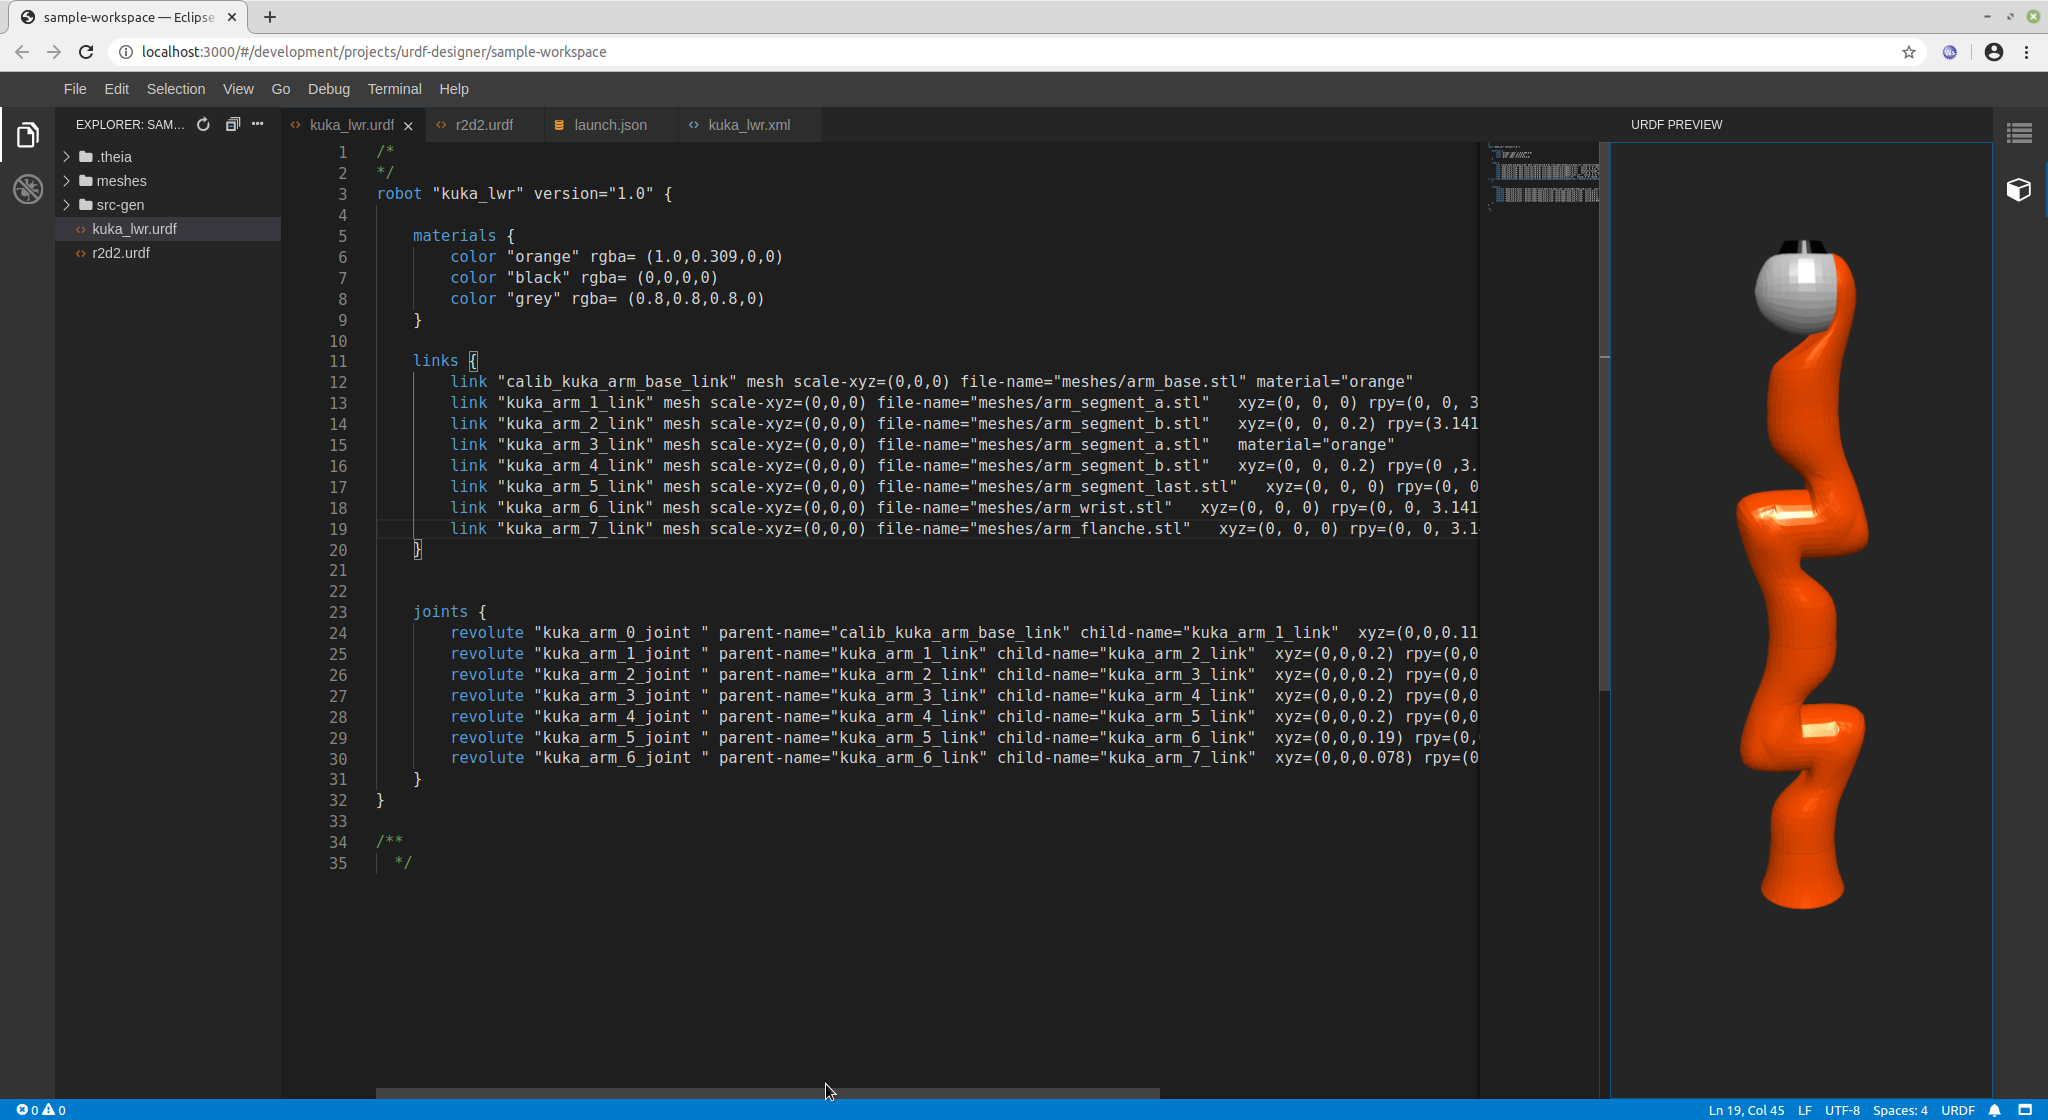 sample-workspace — Eclipse
localhost:3000/#/development/projects/urdf-designer/sample-workspace
File Edit Selection View Go Debug Terminal Help
EXPLORER: SAM...
.theia
meshes
src-gen
kuka_lwr.urdf
r2d2.urdf
kuka_lwr.urdf r2d2.urdf launch.json kuka_lwr.xml
1 /*
2 */
3 robot "kuka_lwr" version="1.0" {
4
5 materials {
6 color "orange" rgba= (1.0,0.309,0,0)
7 color "black" rgba= (0,0,0,0)
8 color "grey" rgba= (0.8,0.8,0.8,0)
9 }
10
11 links {
12 link "calib_kuka_arm_base_link" mesh scale-xyz=(0,0,0) file-name="meshes/arm_base.stl" material="orange"
13 link "kuka_arm_1_link" mesh scale-xyz=(0,0,0) file-name="meshes/arm_segment_a.stl" xyz=(0, 0, 0) rpy=(0, 0, 3
14 link "kuka_arm_2_link" mesh scale-xyz=(0,0,0) file-name="meshes/arm_segment_b.stl" xyz=(0, 0, 0.2) rpy=(3.141
15 link "kuka_arm_3_link" mesh scale-xyz=(0,0,0) file-name="meshes/arm_segment_a.stl" material="orange"
16 link "kuka_arm_4_link" mesh scale-xyz=(0,0,0) file-name="meshes/arm_segment_b.stl" xyz=(0, 0, 0.2) rpy=(0 ,3.
17 link "kuka_arm_5_link" mesh scale-xyz=(0,0,0) file-name="meshes/arm_segment_last.stl" xyz=(0, 0, 0) rpy=(0, 0
18 link "kuka_arm_6_link" mesh scale-xyz=(0,0,0) file-name="meshes/arm_wrist.stl" xyz=(0, 0, 0) rpy=(0, 0, 3.141
19 link "kuka_arm_7_link" mesh scale-xyz=(0,0,0) file-name="meshes/arm_flanche.stl" xyz=(0, 0, 0) rpy=(0, 0, 3.1
20 }
21
22
23 joints {
24 revolute "kuka_arm_0_joint " parent-name="calib_kuka_arm_base_link" child-name="kuka_arm_1_link" xyz=(0,0,0.11
25 revolute "kuka_arm_1_joint " parent-name="kuka_arm_1_link" child-name="kuka_arm_2_link" xyz=(0,0,0.2) rpy=(0,0
26 revolute "kuka_arm_2_joint " parent-name="kuka_arm_2_link" child-name="kuka_arm_3_link" xyz=(0,0,0.2) rpy=(0,0
27 revolute "kuka_arm_3_joint " parent-name="kuka_arm_3_link" child-name="kuka_arm_4_link" xyz=(0,0,0.2) rpy=(0,0
28 revolute "kuka_arm_4_joint " parent-name="kuka_arm_4_link" child-name="kuka_arm_5_link" xyz=(0,0,0.2) rpy=(0,0
29 revolute "kuka_arm_5_joint " parent-name="kuka_arm_5_link" child-name="kuka_arm_6_link" xyz=(0,0,0.19) rpy=(0,
30 revolute "kuka_arm_6_joint " parent-name="kuka_arm_6_link" child-name="kuka_arm_7_link" xyz=(0,0,0.078) rpy=(0
31 }
32 }
33
34 /**
35 */
URDF PREVIEW
0 0
Ln 19, Col 45 LF UTF-8 Spaces: 4 URDF